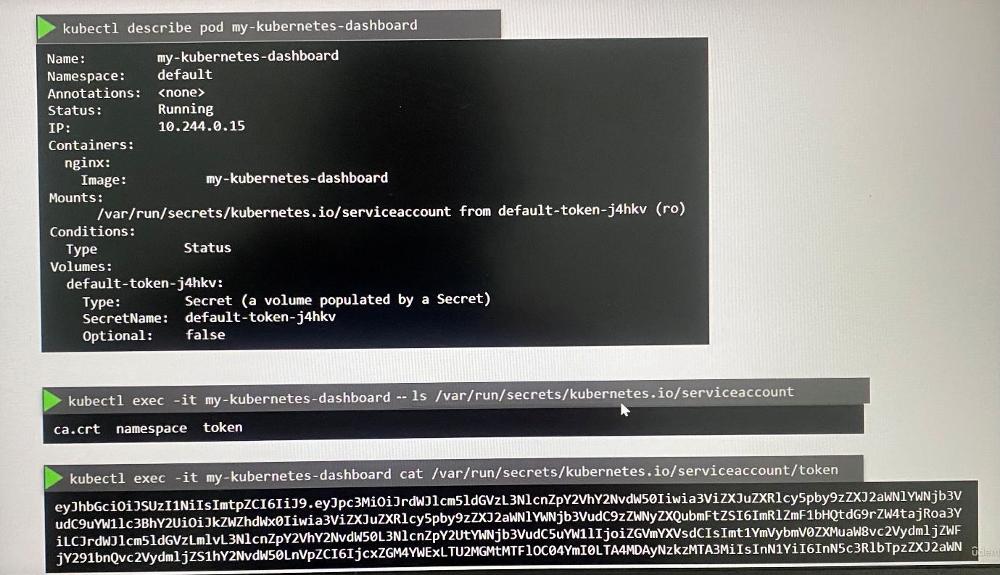 kubectl describe pod my-kubernetes-dashboard
Name: my-kubernetes-dashboard
Namespace: default
Annotations: <none>
Status: Running
IP: 10.244.0.15
Containers:
nginx:
Image: my-kubernetes-dashboard
Mounts:
/var/run/secrets/kubernetes.io/serviceaccount from default-token-j4hkv (ro)
Conditions:
Type Status
Volumes:
default-token-j4hkv:
Type: Secret (a volume populated by a Secret)
SecretName: default-token-j4hkv
Optional: false
kubectl exec -it my-kubernetes-dashboard -- ls /var/run/secrets/kubernetes.io/serviceaccount
ca.crt namespace token
kubectl exec -it my-kubernetes-dashboard cat /var/run/secrets/kubernetes.io/serviceaccount/token
eyJhbGciOiJSUzI1NiIsImtpZCI6IiJ9.eyJpc3MiOiJrdWJlcm5ldGVzL3NlcnZpY2VhY2NvdW50Iiwia3ViZXJuZXRlcy5pby9zZXJ2aWNlYWNjb3V
udC9uYW1lc3BhY2UiOiJkZWZhdWx0Iiwia3ViZXJuZXRlcy5pby9zZXJ2aWNlYWNjb3VudC9zZWNyZXQubmFtZSI6ImRlZmF1bHQtdG9rZW4tajRoa3Y
iLCJrdWJlcm5ldGVzLmlvL3NlcnZpY2VhY2NvdW50L3NlcnZpY2UtYWNjb3VudC5uYW1lIjoiZGVmYXVsdCIsImt1YmVybmV0ZXMuaW8vc2VydmljZWF
jY291bnQvc2VydmljZS1hY2NvdW50LnVpZCI6IjcxZGM4YWExLTU2MGMtMTFlOC04YmI0LTA4MDAyNzkzMTA3MiIsInN1YiI6InN5c3RlbTpzZXJ2aWN